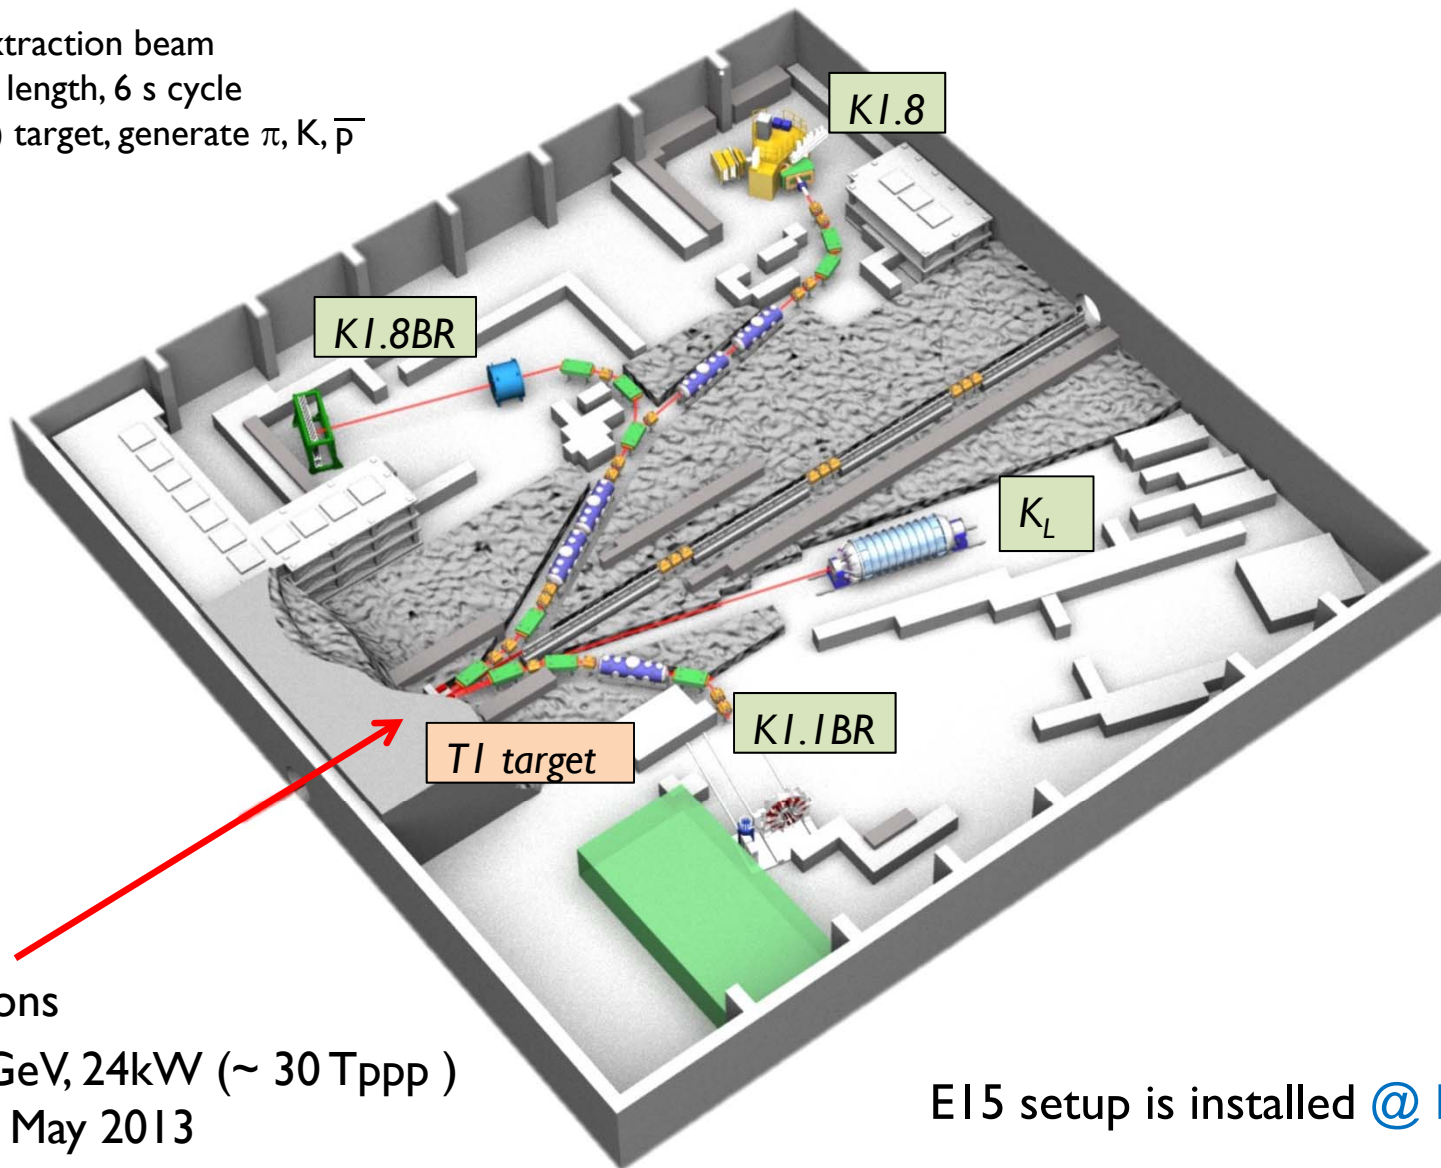 xtraction beam
length, 6 s cycle
) target, generate π, K, p̅
K1.8
K1.8BR
K_L
K1.1BR
T1 target
ons
GeV, 24kW (~ 30 Tppp )
May 2013
E15 setup is installed @